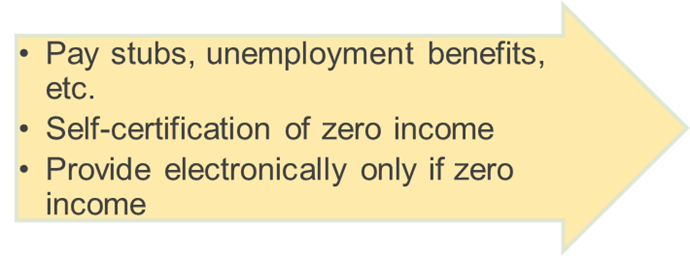 • Pay stubs, unemployment benefits,
etc.
• Self-certification of zero income
• Provide electronically only if zero
income